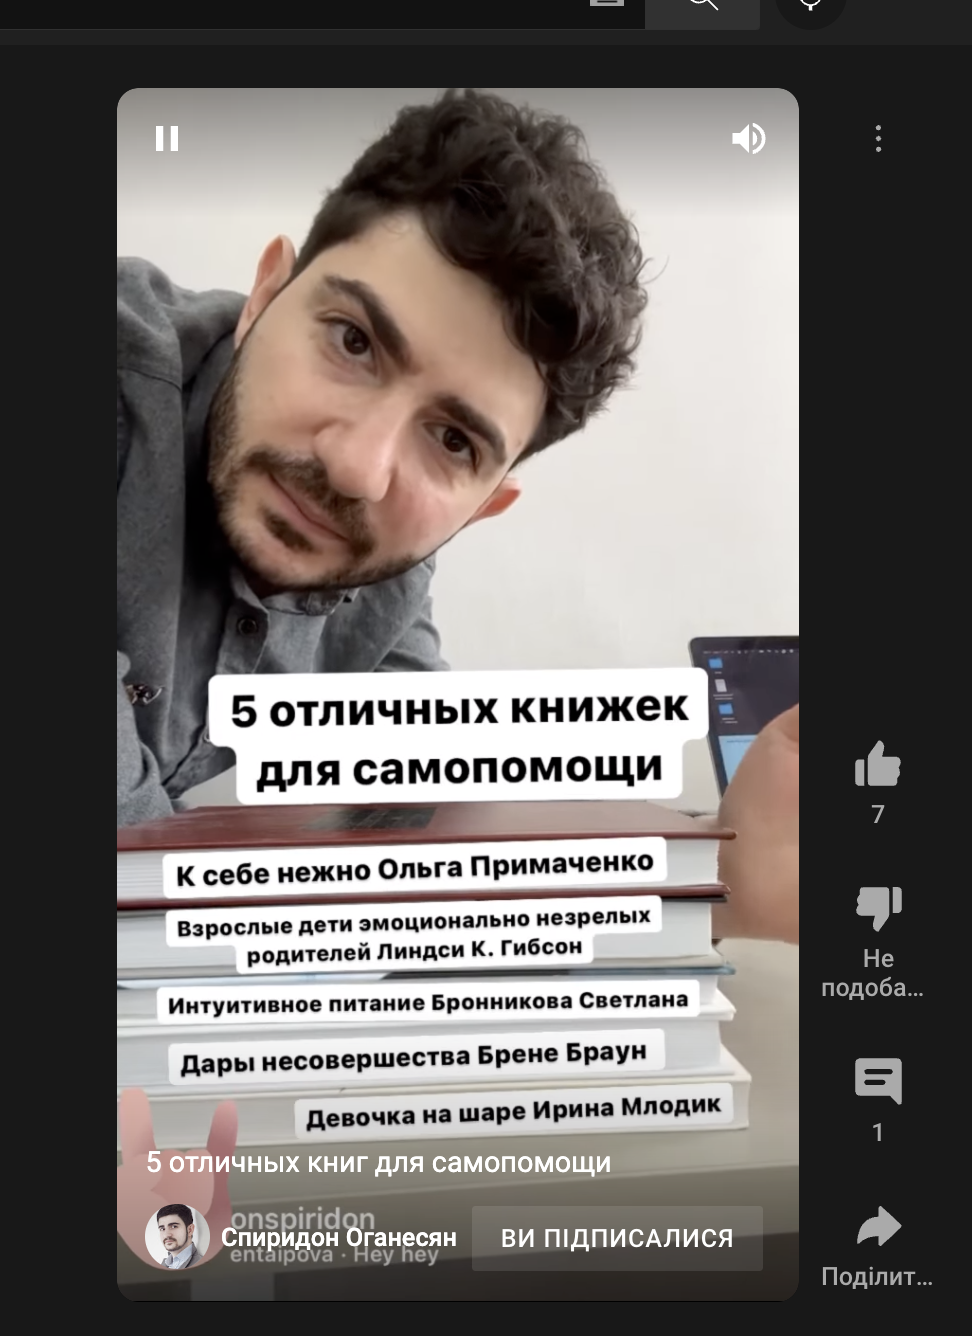 5 отличных книжек
для самопомощи
К себе нежно Ольга Примаченко
Взрослые дети эмоционально незрелых
родителей Линдси К. Гибсон
Интуитивное питание Бронникова Светлана
Дары несовершества Брене Браун
Девочка на шаре Ирина Млодик
5 отличных книг для самопомощи
onspiridon
Спиридон Оганесян
entaipova · Hey hey
ВИ ПІДПИСАЛИСЯ
7
Не
подоба...
1
Поділит...